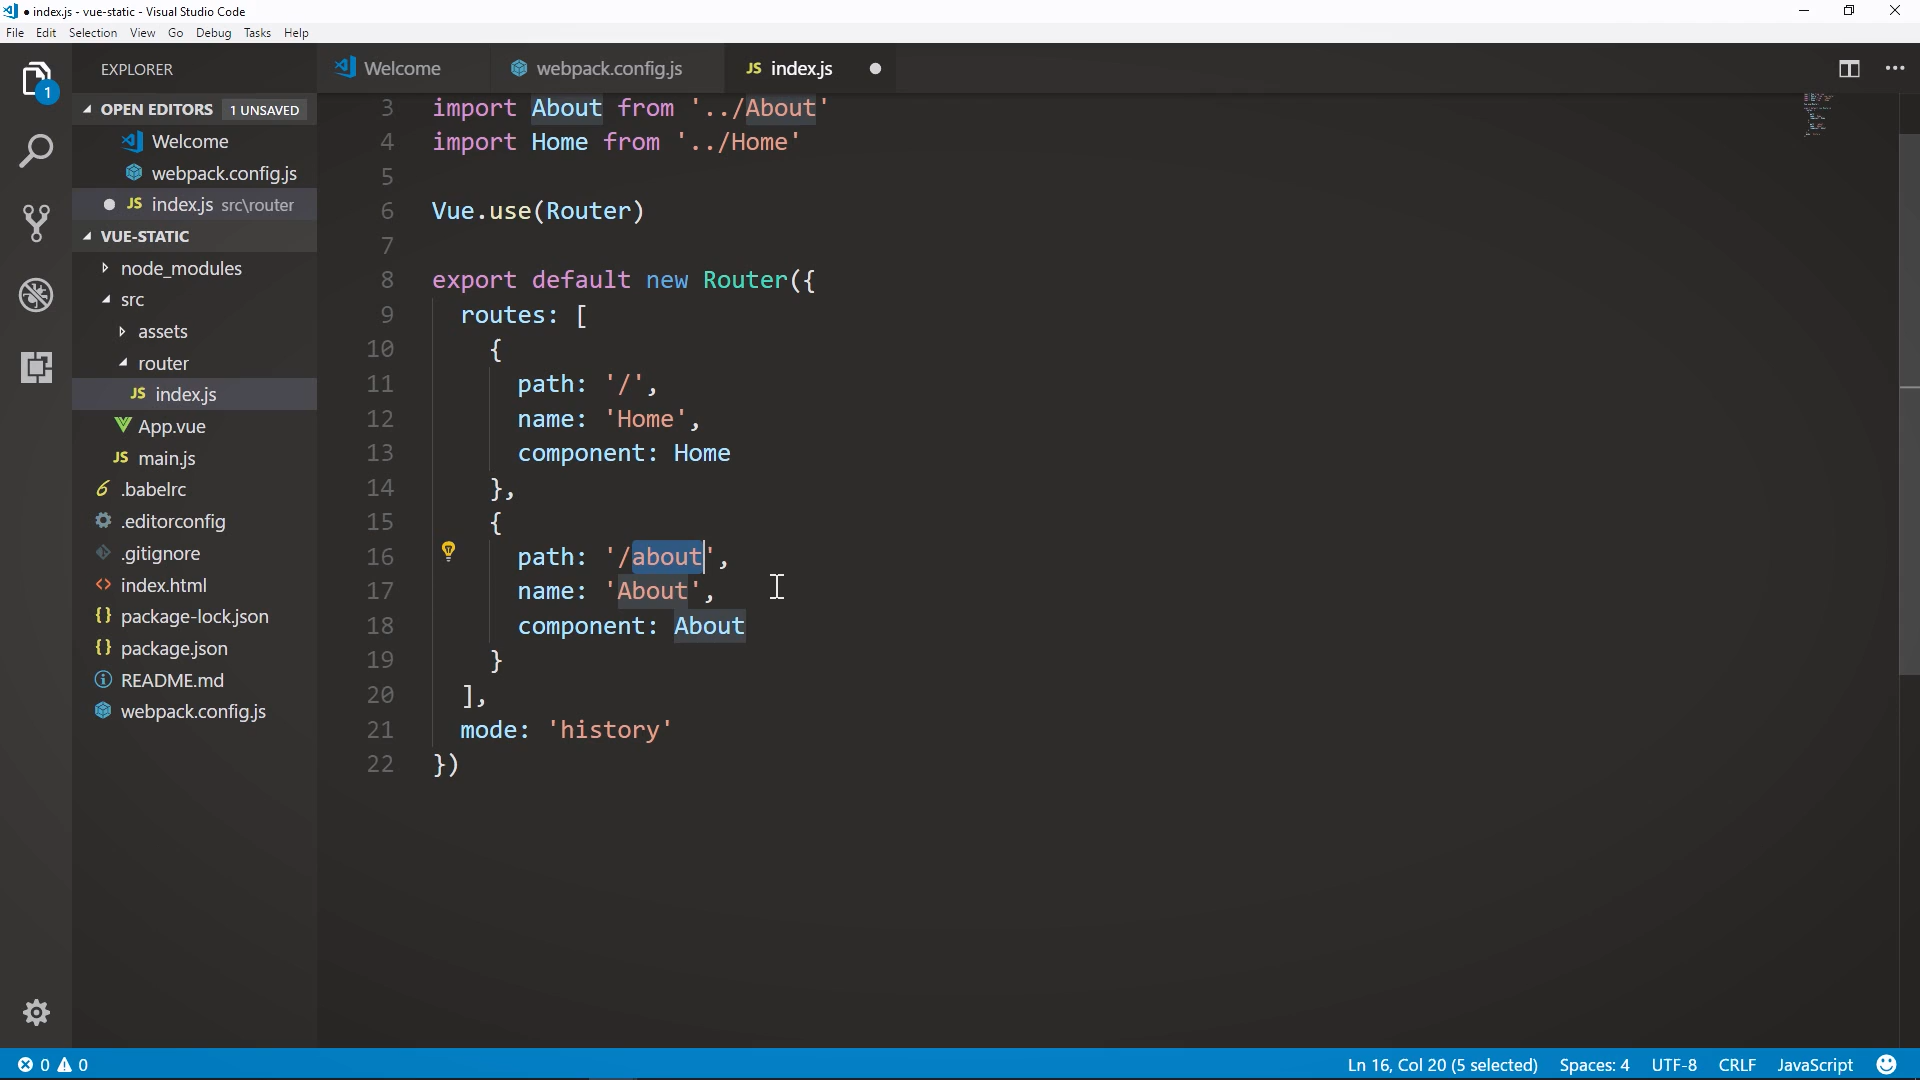 index.js - vue-static - Visual Studio Code
File Edit Selection View Go Debug Tasks Help
EXPLORER
Welcome
webpack.config.js
JS index.js
1
OPEN EDITORS 1 UNSAVED
Welcome
webpack.config.js
JS index.js src\router
VUE-STATIC
node_modules
src
assets
router
JS index.js
App.vue
JS main.js
.babelrc
.editorconfig
.gitignore
index.html
package-lock.json
package.json
README.md
webpack.config.js
3 import About from '../About'
4 import Home from '../Home'
5
6 Vue.use(Router)
7
8 export default new Router({
9 routes: [
10 {
11 path: '/',
12 name: 'Home',
13 component: Home
14 },
15 {
16 path: '/about',
17 name: 'About',
18 component: About
19 }
20 ],
21 mode: 'history'
22 })
0 0
Ln 16, Col 20 (5 selected) Spaces: 4 UTF-8 CRLF JavaScript